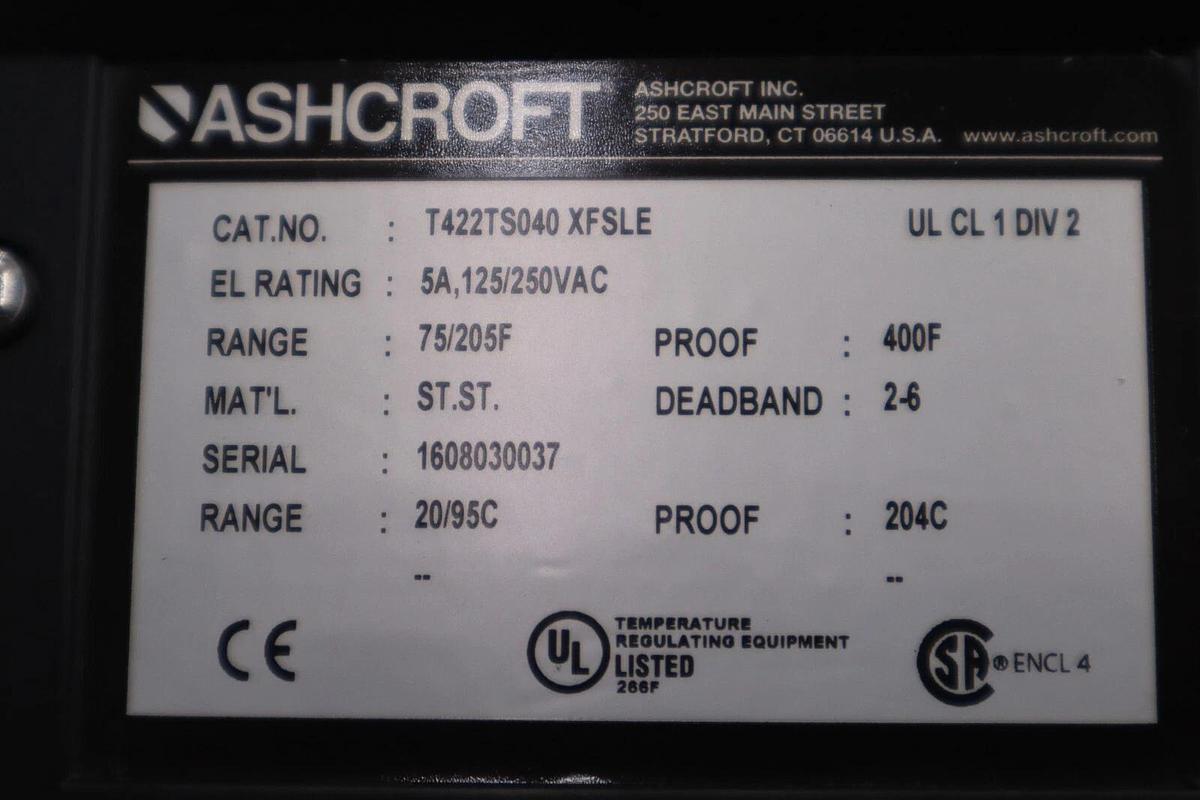 ASHCROFT
ASHCROFT INC.
250 EAST MAIN STREET
STRATFORD, CT 06614 U.S.A. www.ashcroft.com
CAT.NO. : T422TS040 XFSLE UL CL 1 DIV 2
EL RATING : 5A,125/250VAC
RANGE : 75/205F PROOF : 400F
MAT'L. : ST.ST. DEADBAND : 2-6
SERIAL : 1608030037
RANGE : 20/95C PROOF : 204C
-- --
CE
UL
TEMPERATURE
REGULATING EQUIPMENT
LISTED
266F
SA ® ENCL 4